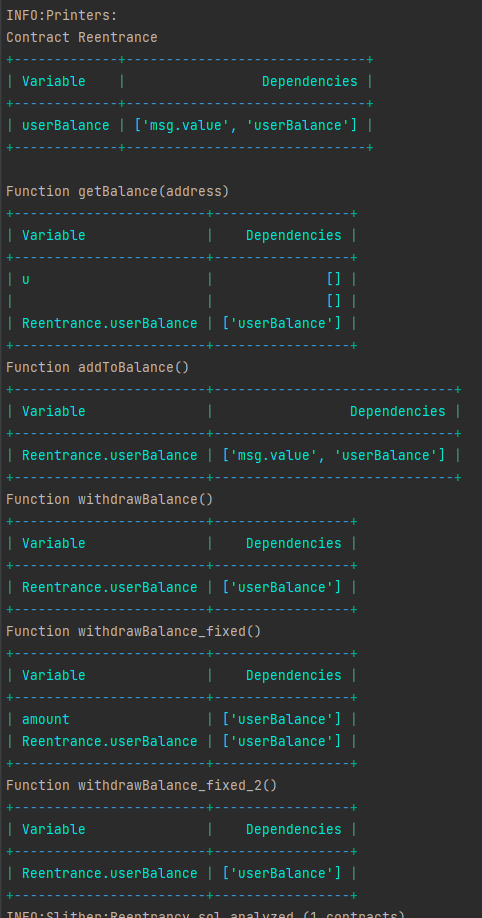 INFO:Printers:
Contract Reentrance
+-------------+------------------------------+
| Variable    |                 Dependencies |
+-------------+------------------------------+
| userBalance | ['msg.value', 'userBalance'] |
+-------------+------------------------------+

Function getBalance(address)
+------------------------+-----------------+
| Variable               |    Dependencies |
+------------------------+-----------------+
| u                      |              [] |
|                        |              [] |
| Reentrance.userBalance | ['userBalance'] |
+------------------------+-----------------+
Function addToBalance()
+------------------------+------------------------------+
| Variable               |                 Dependencies |
+------------------------+------------------------------+
| Reentrance.userBalance | ['msg.value', 'userBalance'] |
+------------------------+------------------------------+
Function withdrawBalance()
+------------------------+-----------------+
| Variable               |    Dependencies |
+------------------------+-----------------+
| Reentrance.userBalance | ['userBalance'] |
+------------------------+-----------------+
Function withdrawBalance_fixed()
+------------------------+-----------------+
| Variable               |    Dependencies |
+------------------------+-----------------+
| amount                 | ['userBalance'] |
| Reentrance.userBalance | ['userBalance'] |
+------------------------+-----------------+
Function withdrawBalance_fixed_2()
+------------------------+-----------------+
| Variable               |    Dependencies |
+------------------------+-----------------+
| Reentrance.userBalance | ['userBalance'] |
+------------------------+-----------------+
INFO:Slither:Reentrancy.sol analyzed (1 contracts)